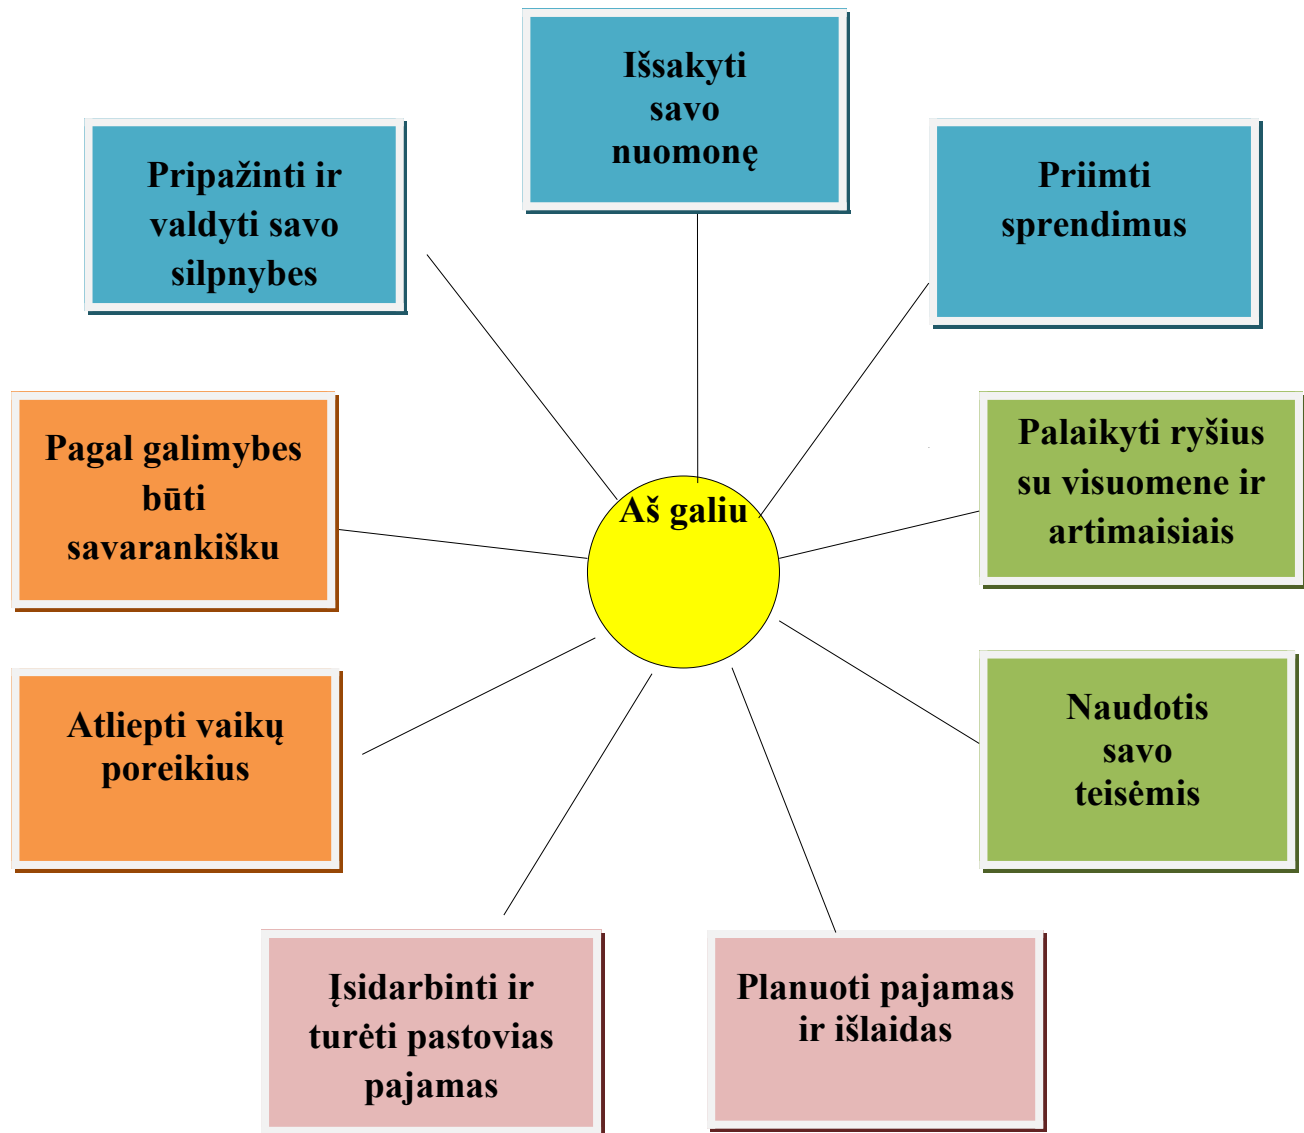 Išsakyti
savo
nuomonę
Pripažinti ir
valdyti savo
silpnybes
Priimti
sprendimus
Pagal galimybes
būti
savarankišku
Aš galiu
Palaikyti ryšius
su visuomene ir
artimaisiais
Atliepti vaikų
poreikius
Naudotis
savo
teisėmis
Įsidarbinti ir
turėti pastovias
pajamas
Planuoti pajamas
ir išlaidas